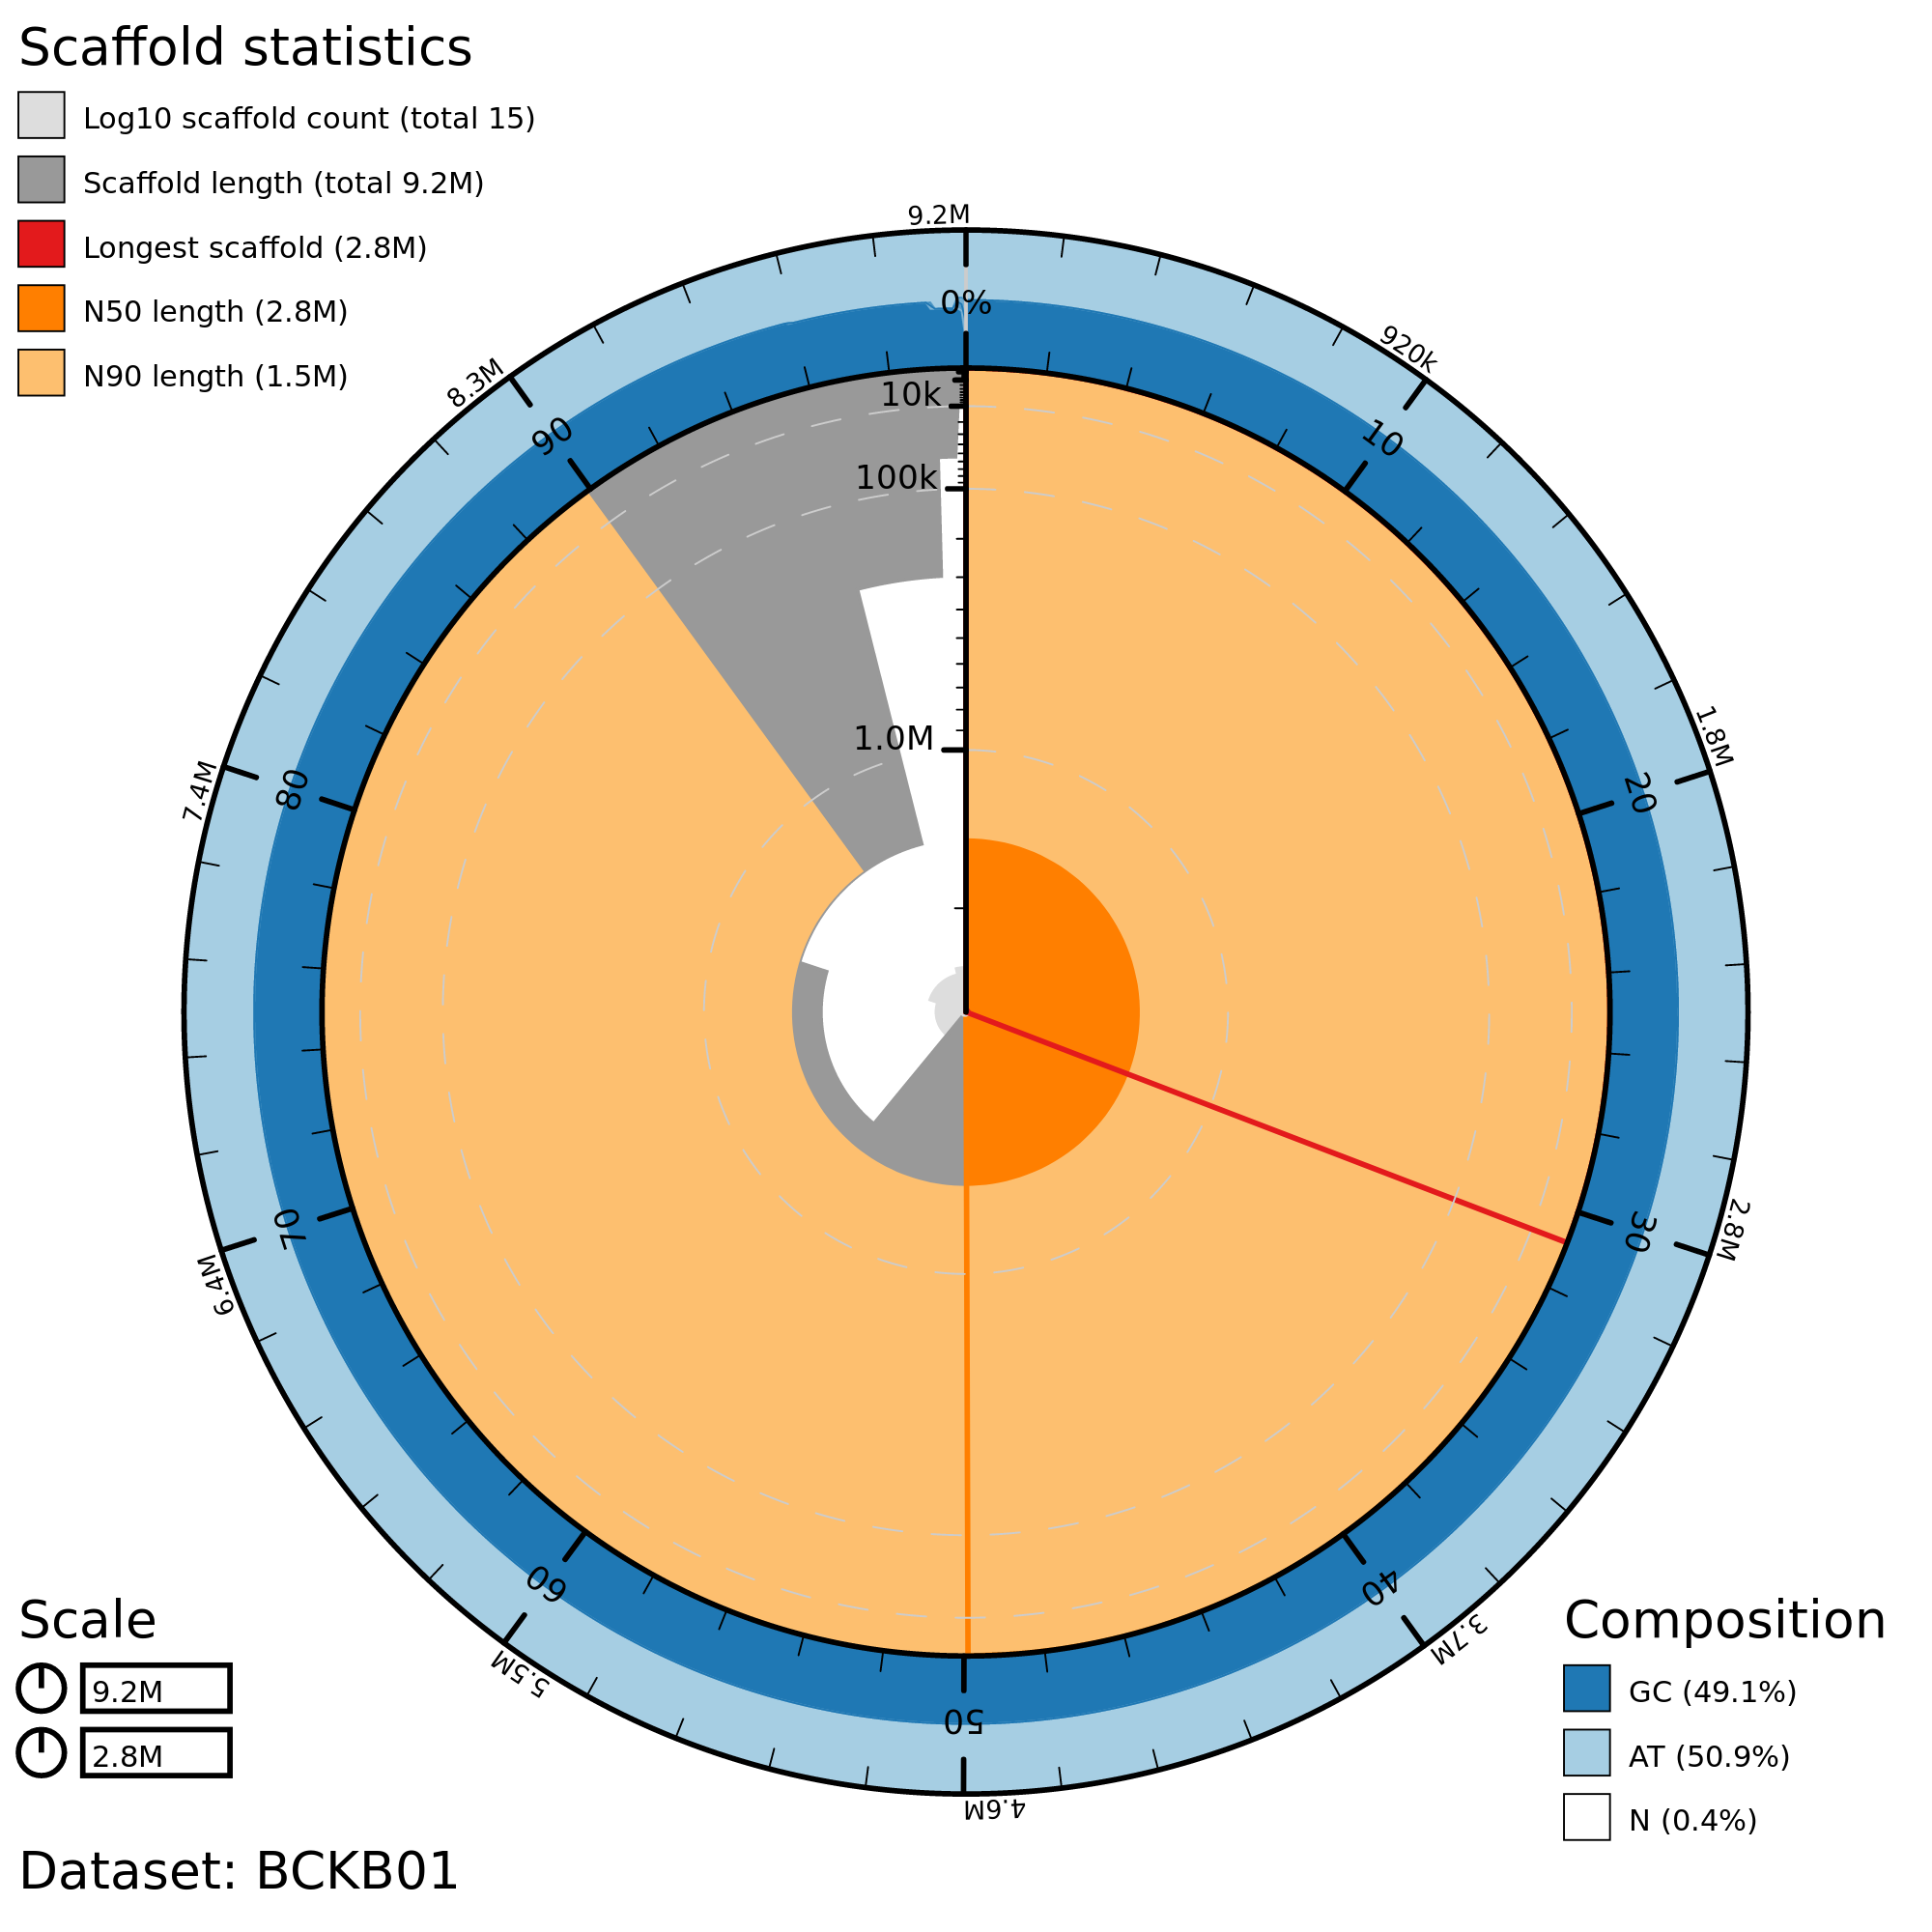 Scaffold statistics
Log10 scaffold count (total 15)
Scaffold length (total 9.2M)
Longest scaffold (2.8M)
N50 length (2.8M)
N90 length (1.5M)
9.2M
920k
1.8M
2.8M
3.7M
4.6M
5.5M
6.4M
7.4M
8.3M
0%
10
20
30
40
50
60
70
80
90
10k
100k
1.0M
Scale
9.2M
2.8M
Composition
GC (49.1%)
AT (50.9%)
N (0.4%)
Dataset: BCKB01